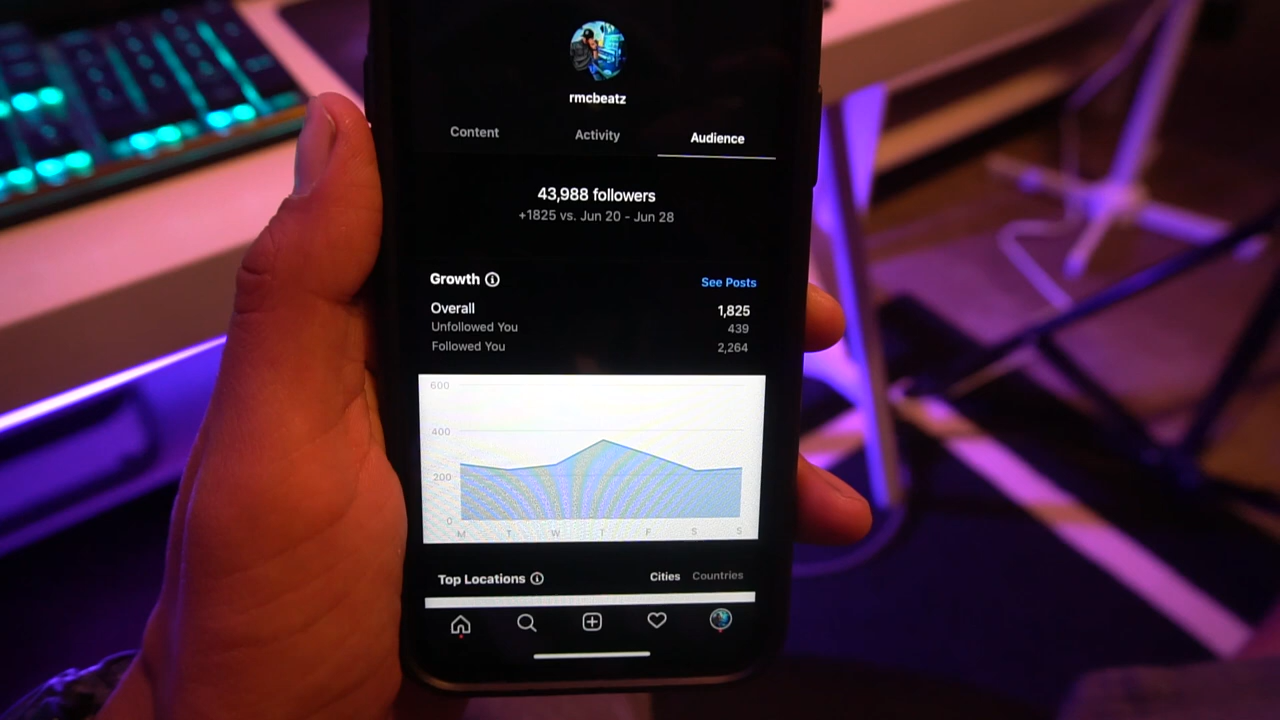 rmcbeatz
Content Activity Audience
43,988 followers
+1825 vs. Jun 20 - Jun 28
Growth See Posts
Overall 1,825
Unfollowed You 439
Followed You 2,264
600
400
200
0
M T W T F S S
Top Locations Cities Countries